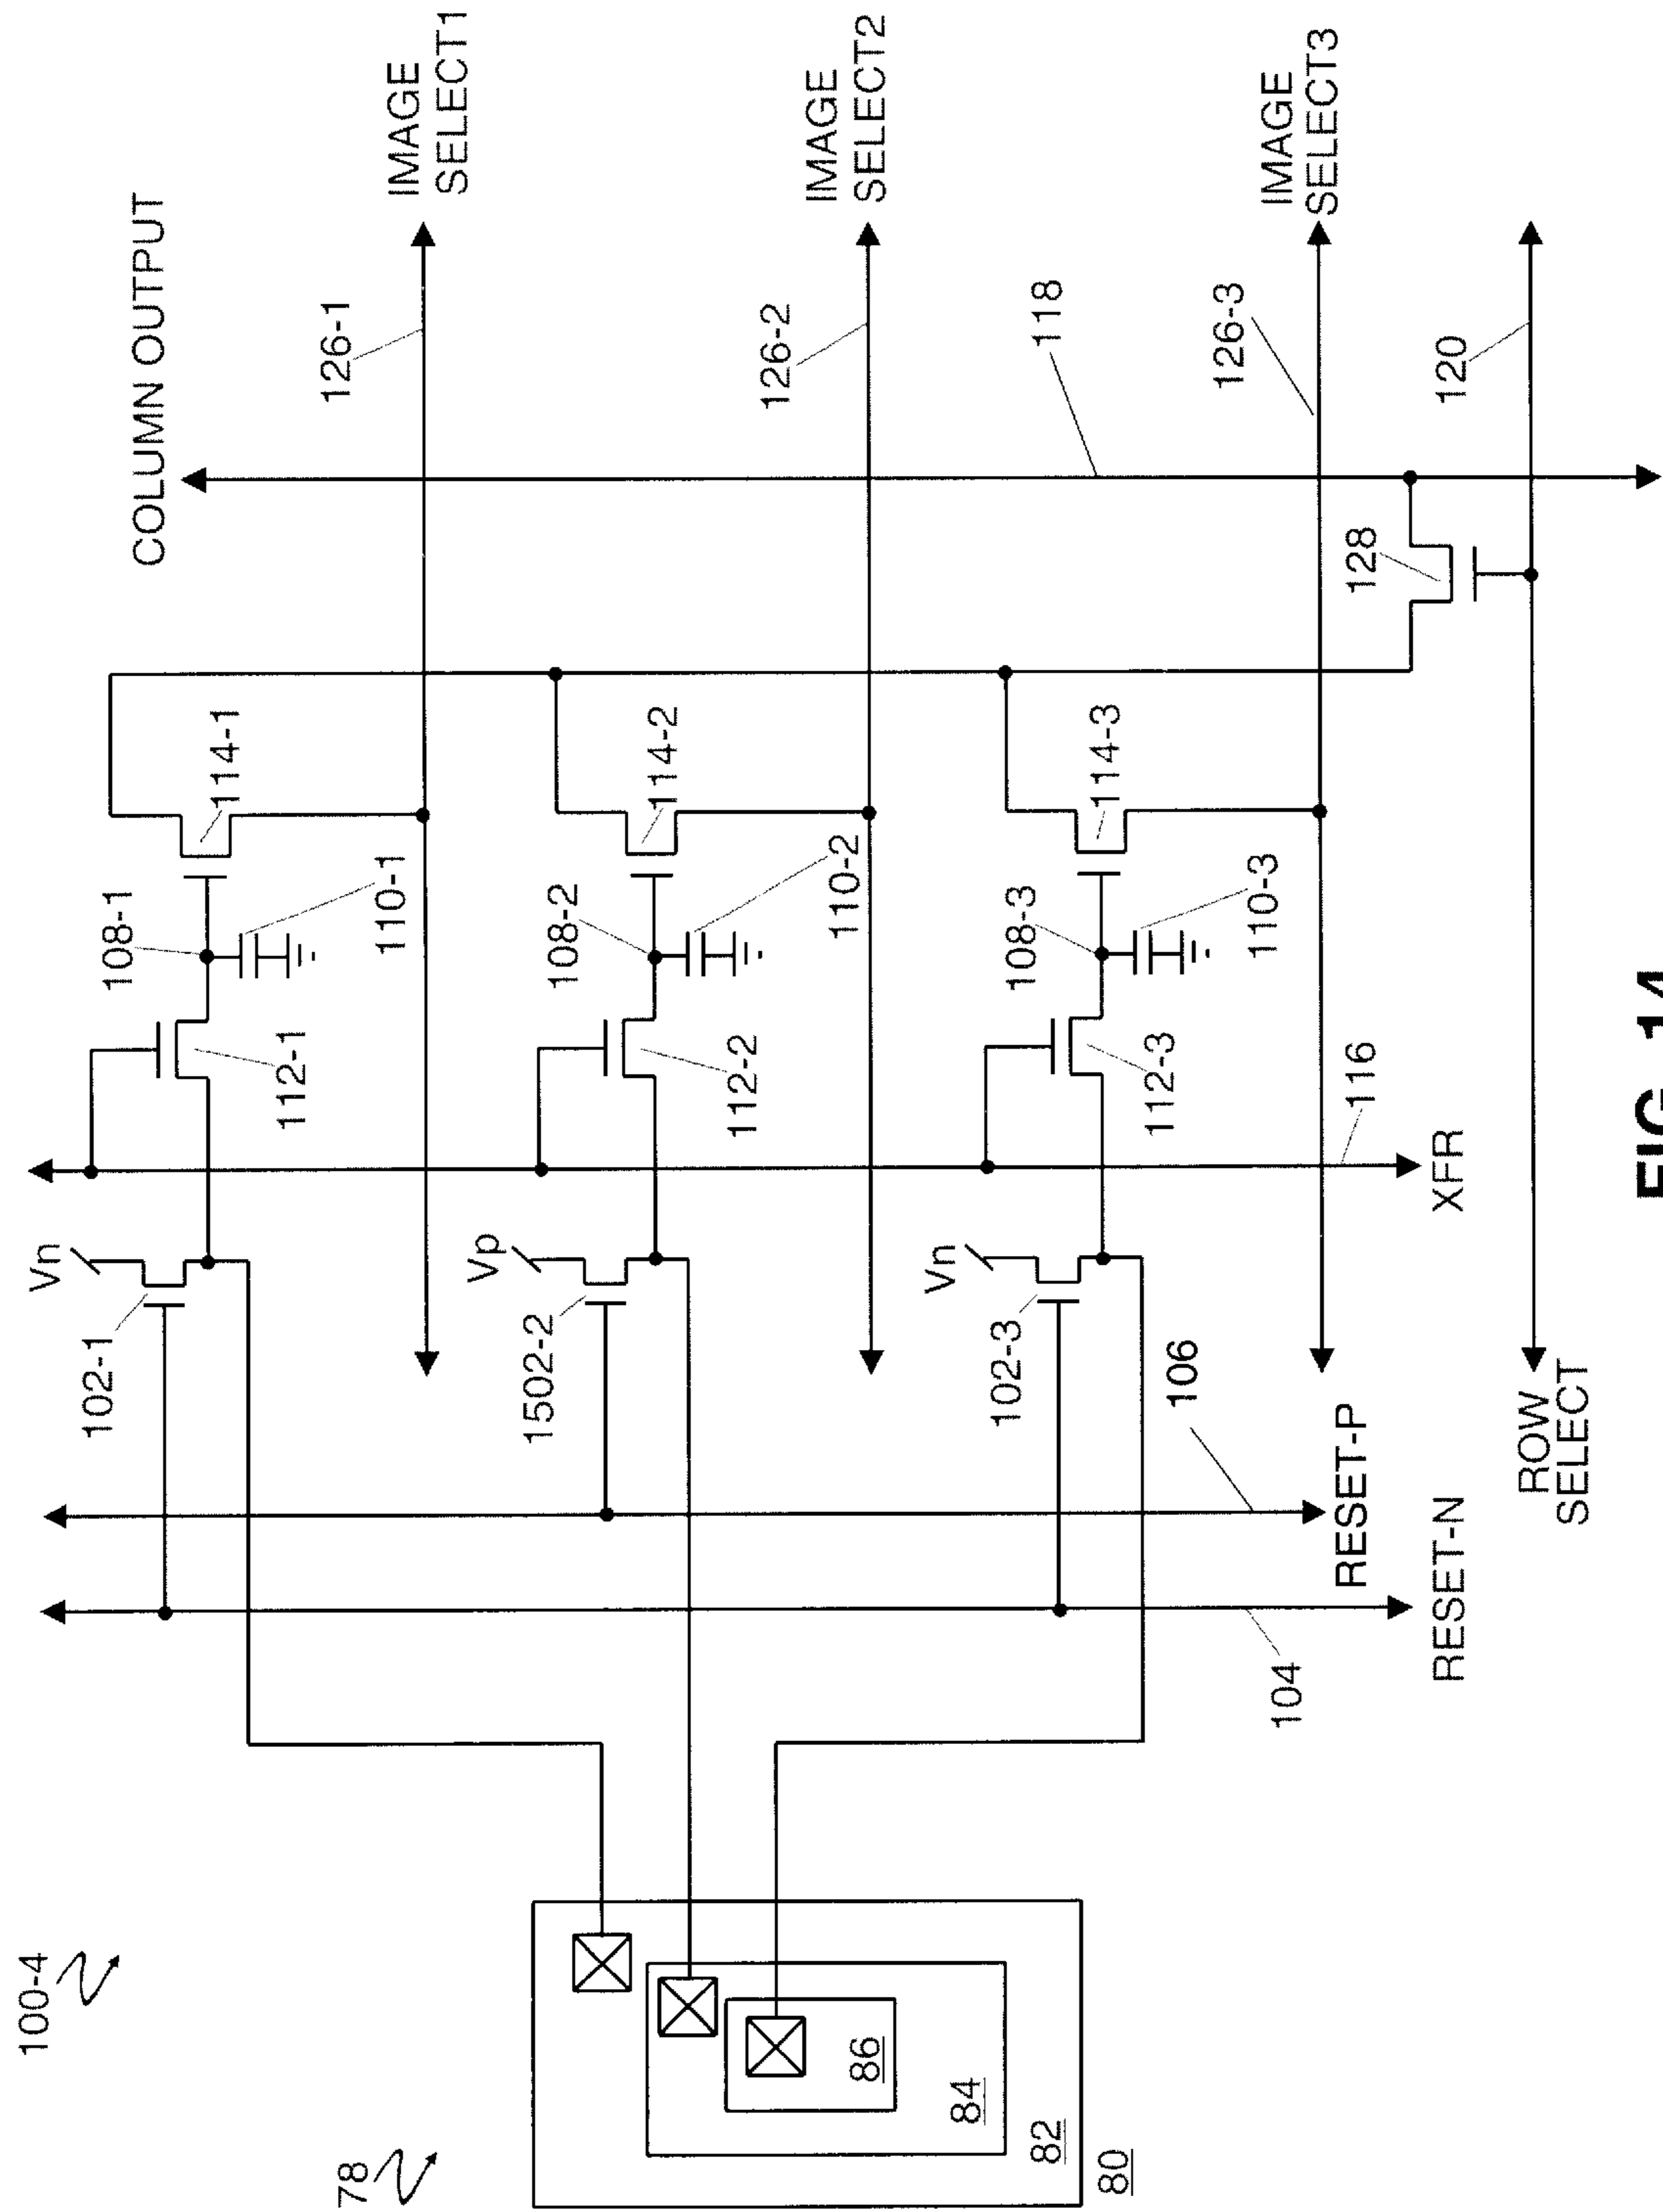 100-4
78
80
82
84
86
Vn
102-1
112-1
108-1
110-1
114-1
COLUMN OUTPUT
126-1
IMAGE
SELECT1
Vp
1502-2
112-2
108-2
110-2
114-2
126-2
IMAGE
SELECT2
Vn
102-3
112-3
108-3
110-3
114-3
118
126-3
IMAGE
SELECT3
104
106
116
128
120
RESET-P
RESET-N
XFR
ROW
SELECT